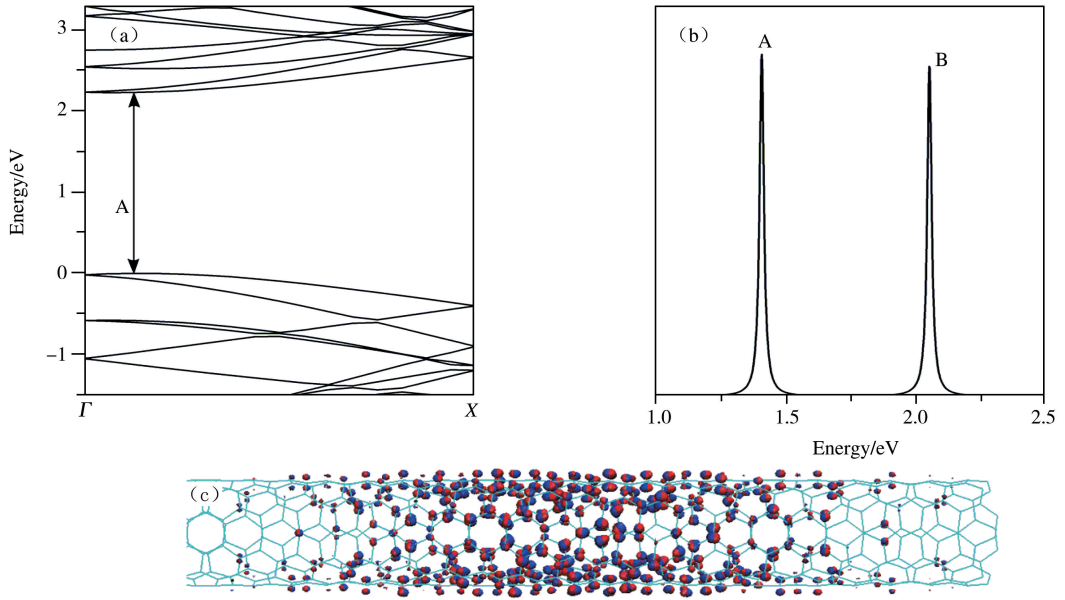 3
（a）
2
1
0
−1
A
Energy/eV
Γ
X
（b）
A
B
1.0
1.5
2.0
2.5
Energy/eV
（c）